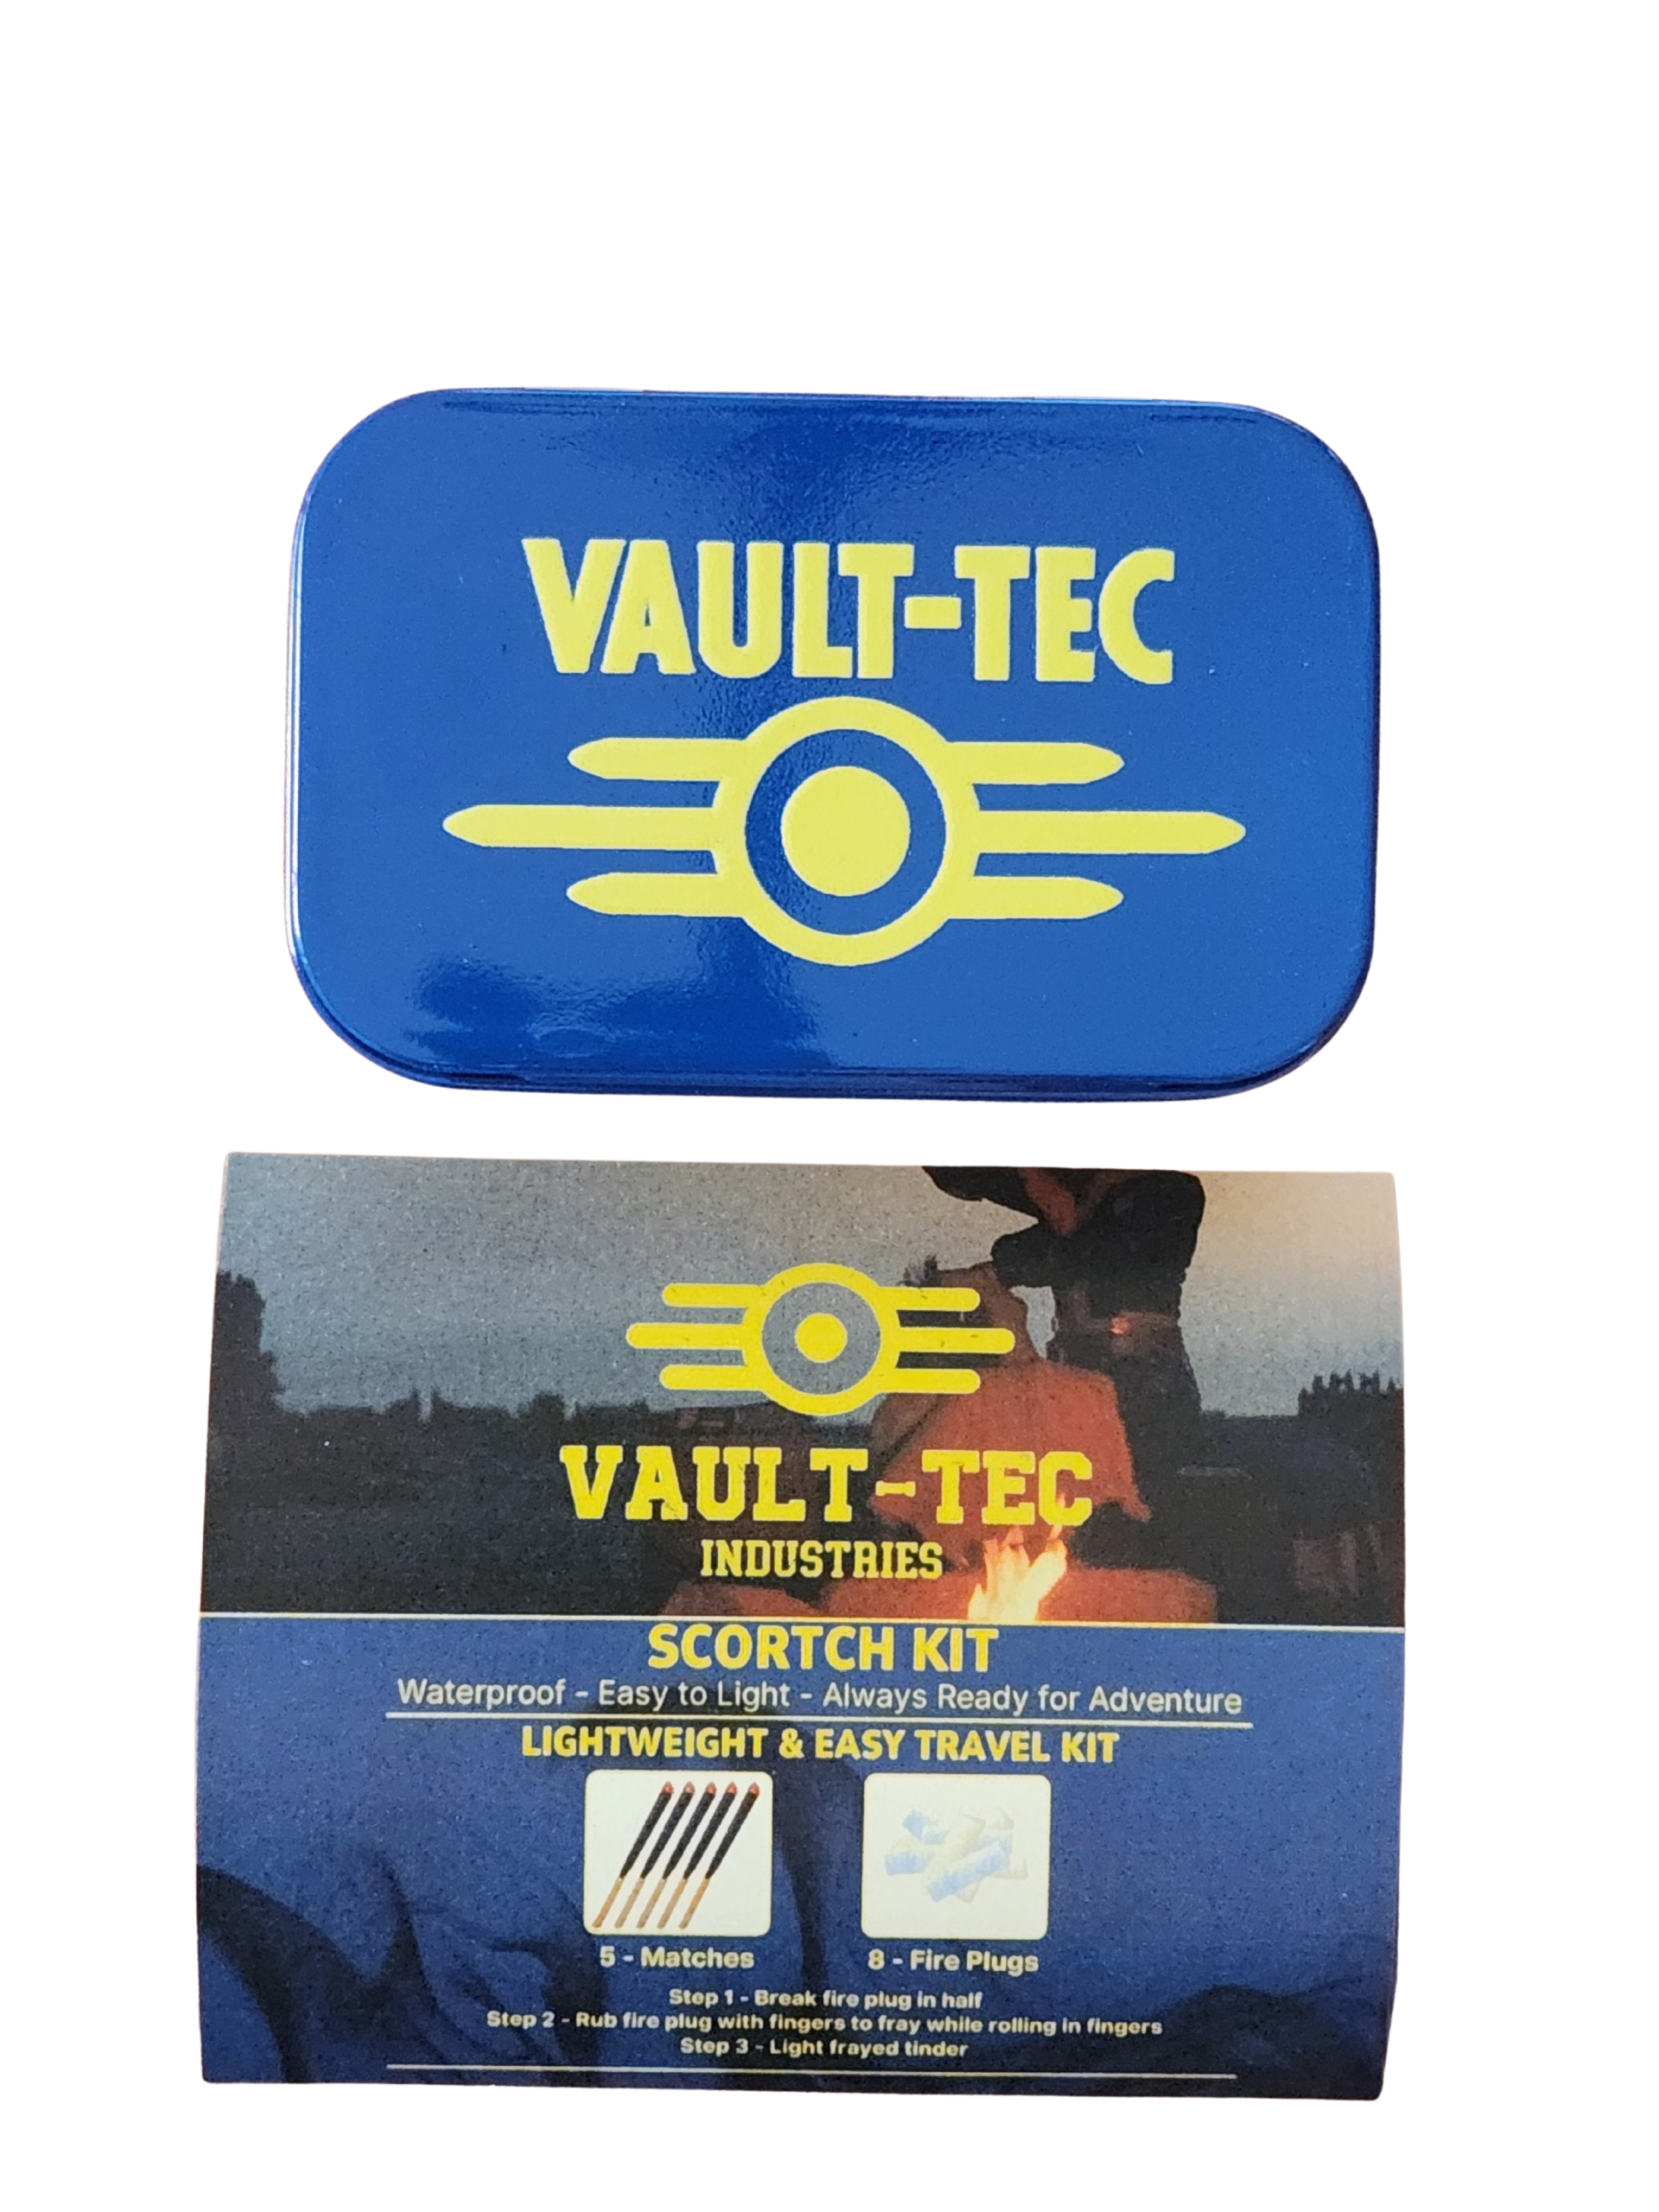 VAULT-TEC
VAULT-TEC
INDUSTRIES
SCORTCH KIT
Waterproof - Easy to Light - Always Ready for Adventure
LIGHTWEIGHT & EASY TRAVEL KIT
5 - Matches
8 - Fire Plugs
Step 1 - Break fire plug in half
Step 2 - Rub fire plug with fingers to fray while rolling in fingers
Step 3 - Light frayed tinder